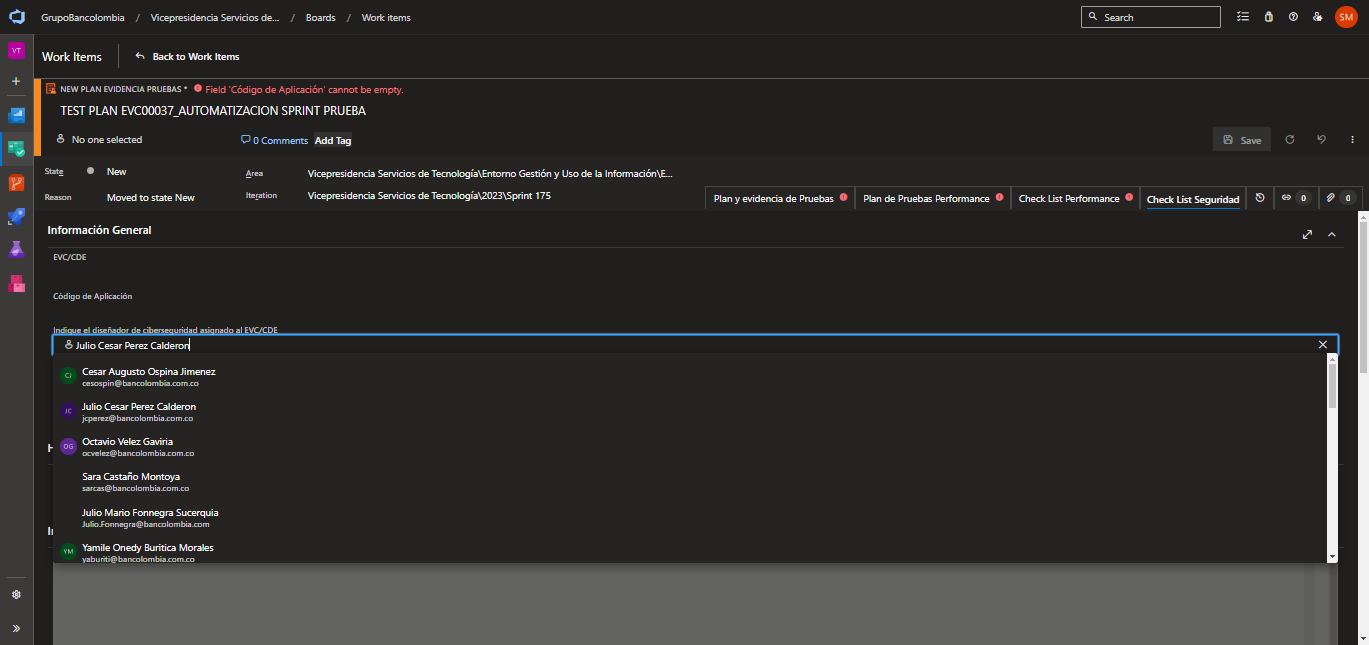 GrupoBancolombia / Vicepresidencia Servicios de... / Boards / Work items
Search
SM
VT
Work Items
Back to Work Items
NEW PLAN EVIDENCIA PRUEBAS * Field 'Código de Aplicación' cannot be empty.
TEST PLAN EVC00037_AUTOMATIZACION SPRINT PRUEBA
No one selected
0 Comments
Add Tag
Save
State
New
Area
Vicepresidencia Servicios de Tecnología\Entorno Gestión y Uso de la Información\E...
Reason
Moved to state New
Iteration
Vicepresidencia Servicios de Tecnología\2023\Sprint 175
Plan y evidencia de Pruebas
Plan de Pruebas Performance
Check List Performance
Check List Seguridad
0
0
Información General
EVC/CDE
Código de Aplicación
Indique el diseñador de ciberseguridad asignado al EVC/CDE
Julio Cesar Perez Calderon
CJ
Cesar Augusto Ospina Jimenez
cesospin@bancolombia.com.co
JC
Julio Cesar Perez Calderon
jcperez@bancolombia.com.co
OG
Octavio Velez Gaviria
ocvelez@bancolombia.com.co
Sara Castaño Montoya
sarcas@bancolombia.com.co
Julio Mario Fonnegra Sucerquia
Julio.Fonnegra@bancolombia.com
YM
Yamile Onedy Buritica Morales
yaburiti@bancolombia.com.co